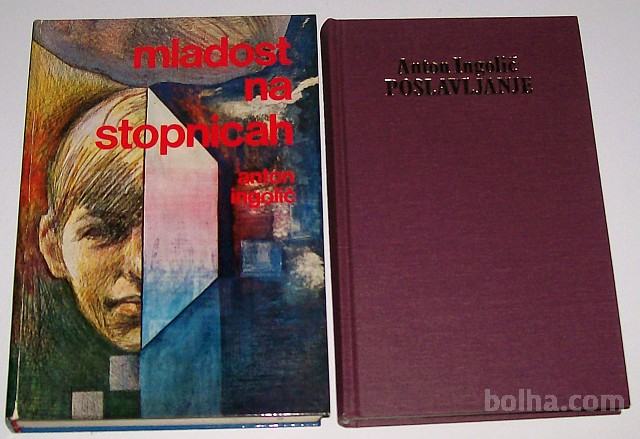 mladost
na
stopnicah
anton
ingolič
Anton Ingolič
POSLAVLJANJE
bolha.com